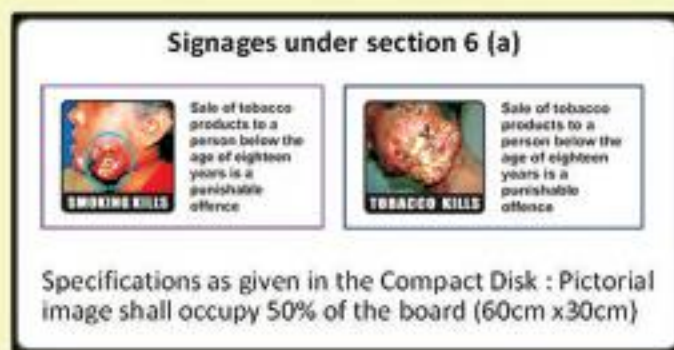 Signages under section 6 (a)
Sale of tobacco
products to a
person below the
age of eighteen
years is a
punishable
offence
SMOKING KILLS
Sale of tobacco
products to a
person below the
age of eighteen
years is a
punishable
offence
TOBACCO KILLS
Specifications as given in the Compact Disk : Pictorial
image shall occupy 50% of the board (60cm x30cm)